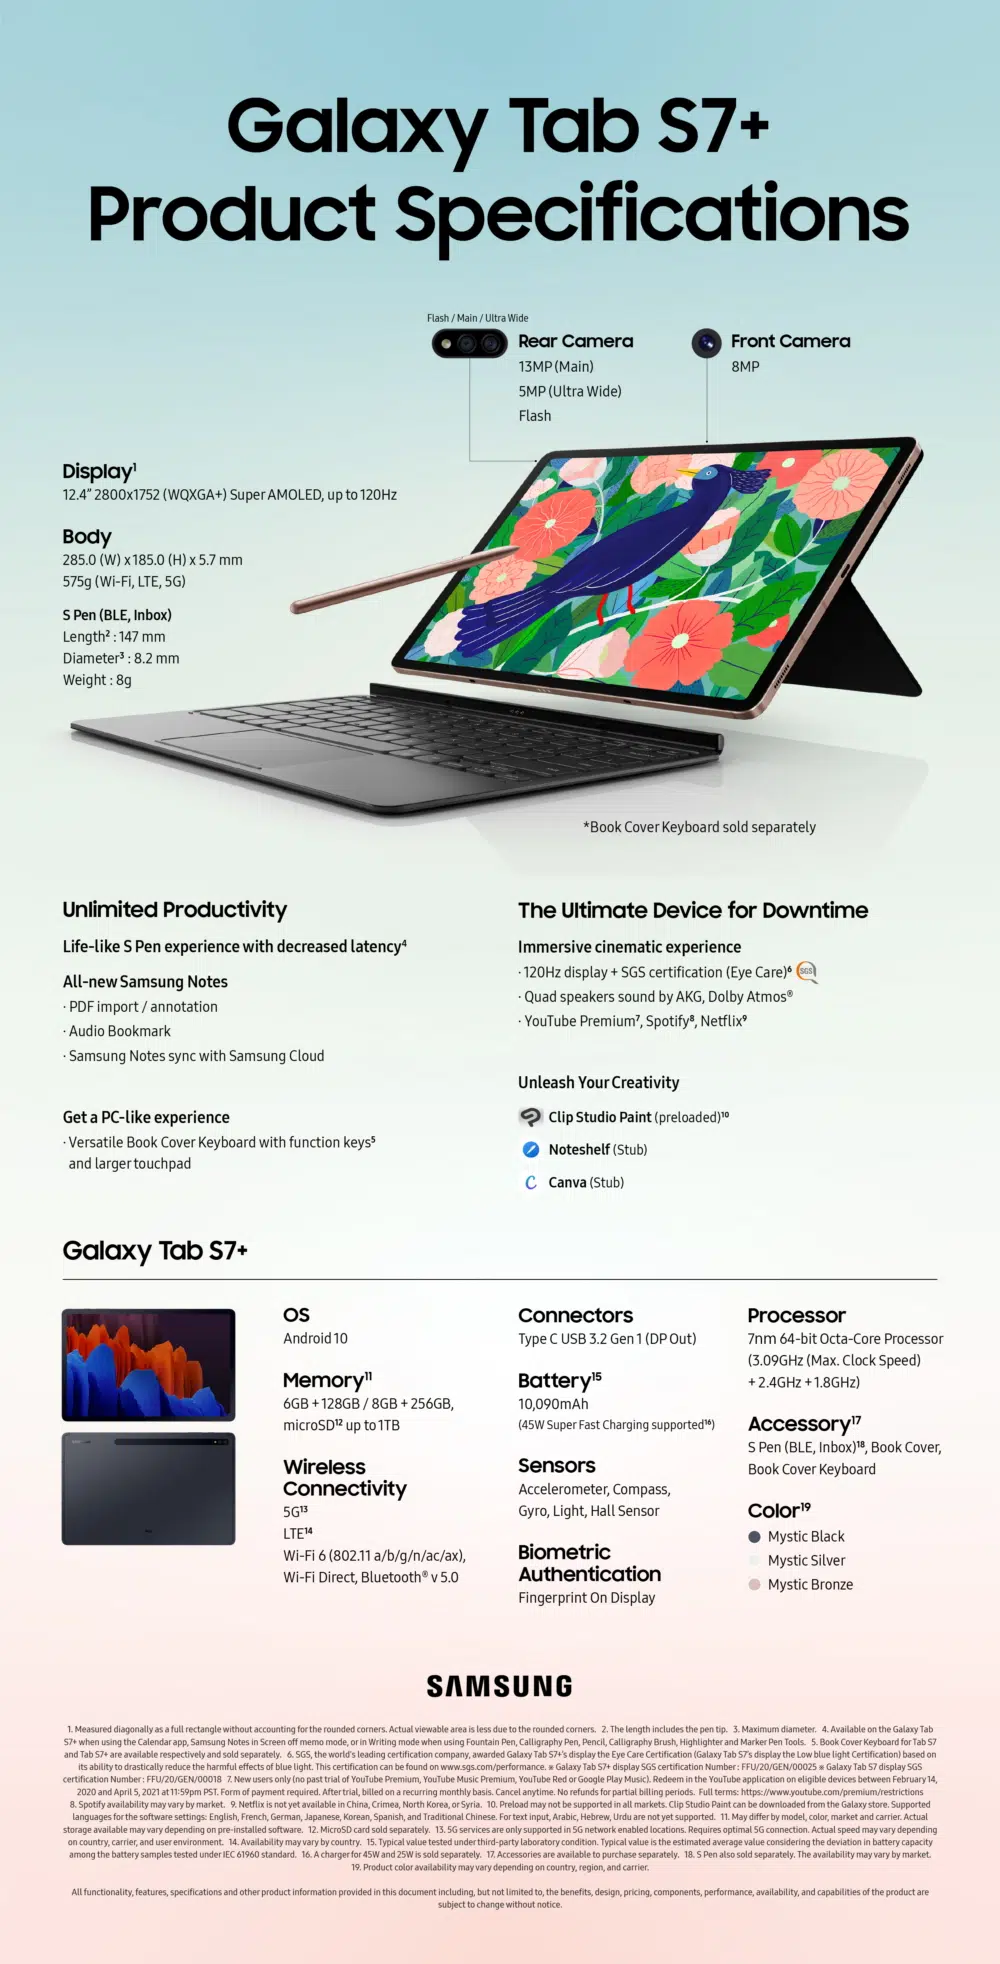 Galaxy Tab S7+
Product Specifications
Flash / Main / Ultra Wide
Rear Camera
13MP (Main)
5MP (Ultra Wide)
Flash
Front Camera
8MP
Display¹
12.4” 2800x1752 (WQXGA+) Super AMOLED, up to 120Hz
Body
285.0 (W) x 185.0 (H) x 5.7 mm
575g (Wi-Fi, LTE, 5G)
S Pen (BLE, Inbox)
Length² : 147 mm
Diameter³ : 8.2 mm
Weight : 8g
*Book Cover Keyboard sold separately
Unlimited Productivity
Life-like S Pen experience with decreased latency⁴
All-new Samsung Notes
· PDF import / annotation
· Audio Bookmark
· Samsung Notes sync with Samsung Cloud
Get a PC-like experience
· Versatile Book Cover Keyboard with function keys⁵
and larger touchpad
The Ultimate Device for Downtime
Immersive cinematic experience
· 120Hz display + SGS certification (Eye Care)⁶ SGS
· Quad speakers sound by AKG, Dolby Atmos®
· YouTube Premium⁷, Spotify⁸, Netflix⁹
Unleash Your Creativity
Clip Studio Paint (preloaded)¹⁰
Noteshelf (Stub)
Canva (Stub)
Galaxy Tab S7+
OS
Android 10
Memory¹¹
6GB + 128GB / 8GB + 256GB,
microSD¹² up to 1TB
Wireless
Connectivity
5G¹³
LTE¹⁴
Wi-Fi 6 (802.11 a/b/g/n/ac/ax),
Wi-Fi Direct, Bluetooth® v 5.0
Connectors
Type C USB 3.2 Gen 1 (DP Out)
Battery¹⁵
10,090mAh
(45W Super Fast Charging supported¹⁶)
Sensors
Accelerometer, Compass,
Gyro, Light, Hall Sensor
Biometric
Authentication
Fingerprint On Display
Processor
7nm 64-bit Octa-Core Processor
(3.09GHz (Max. Clock Speed)
+ 2.4GHz + 1.8GHz)
Accessory¹⁷
S Pen (BLE, Inbox)¹⁸, Book Cover,
Book Cover Keyboard
Color¹⁹
Mystic Black
Mystic Silver
Mystic Bronze
SAMSUNG
1. Measured diagonally as a full rectangle without accounting for the rounded corners. Actual viewable area is less due to the rounded corners. 2. The length includes the pen tip. 3. Maximum diameter. 4. Available on the Galaxy Tab
S7+ when using the Calendar app, Samsung Notes in Screen off memo mode, or in Writing mode when using Fountain Pen, Calligraphy Pen, Pencil, Calligraphy Brush, Highlighter and Marker Pen Tools. 5. Book Cover Keyboard for Tab S7
and Tab S7+ are available respectively and sold separately. 6. SGS, the world's leading certification company, awarded Galaxy Tab S7+'s display the Eye Care Certification (Galaxy Tab S7's display the Low blue light Certification) based on
its ability to drastically reduce the harmful effects of blue light. This certification can be found on www.sgs.com/performance. ※ Galaxy Tab S7+ display SGS certification Number : FFU/20/GEN/00025 ※ Galaxy Tab S7 display SGS
certification Number : FFU/20/GEN/00018 7. New users only (no past trial of YouTube Premium, YouTube Music Premium, YouTube Red or Google Play Music). Redeem in the YouTube application on eligible devices between February 14,
2020 and April 5, 2021 at 11:59pm PST. Form of payment required. After trial, billed on a recurring monthly basis. Cancel anytime. No refunds for partial billing periods. Full terms: https://www.youtube.com/premium/restrictions
8. Spotify availability may vary by market. 9. Netflix is not yet available in China, Crimea, North Korea, or Syria. 10. Preload may not be supported in all markets. Clip Studio Paint can be downloaded from the Galaxy store. Supported
languages for the software settings: English, French, German, Japanese, Korean, Spanish, and Traditional Chinese. For text input, Arabic, Hebrew, Urdu are not yet supported. 11. May differ by model, color, market and carrier. Actual
storage available may vary depending on pre-installed software. 12. MicroSD card sold separately. 13. 5G services are only supported in 5G network enabled locations. Requires optimal 5G connection. Actual speed may vary depending
on country, carrier, and user environment. 14. Availability may vary by country. 15. Typical value tested under third-party laboratory condition. Typical value is the estimated average value considering the deviation in battery capacity
among the battery samples tested under IEC 61960 standard. 16. A charger for 45W and 25W is sold separately. 17. Accessories are available to purchase separately. 18. S Pen also sold separately. The availability may vary by market.
19. Product color availability may vary depending on country, region, and carrier.
All functionality, features, specifications and other product information provided in this document including, but not limited to, the benefits, design, pricing, components, performance, availability, and capabilities of the product are
subject to change without notice.